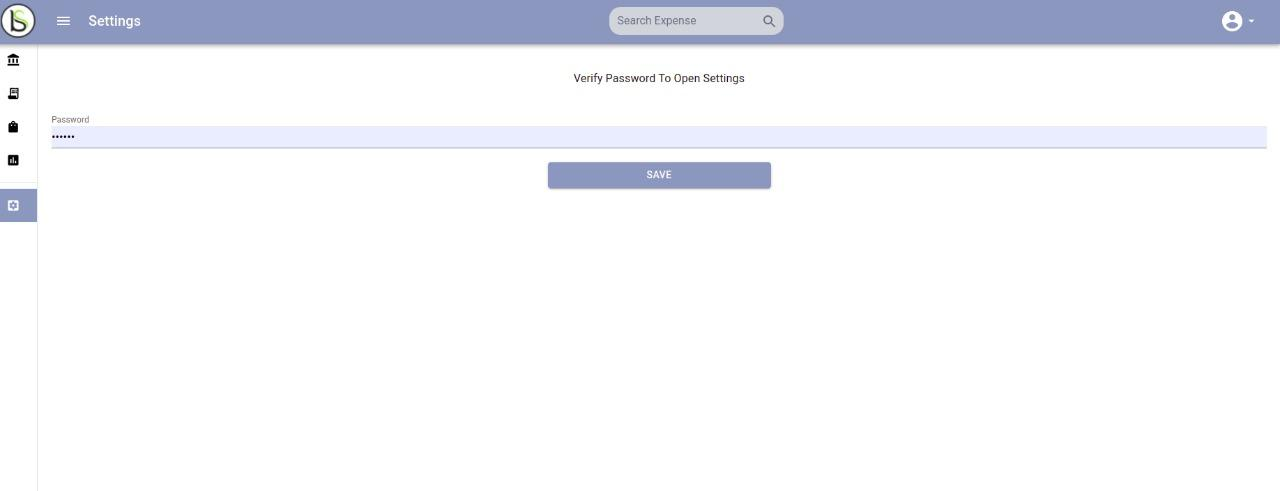 Settings
Search Expense
Verify Password To Open Settings
Password
••••••
SAVE